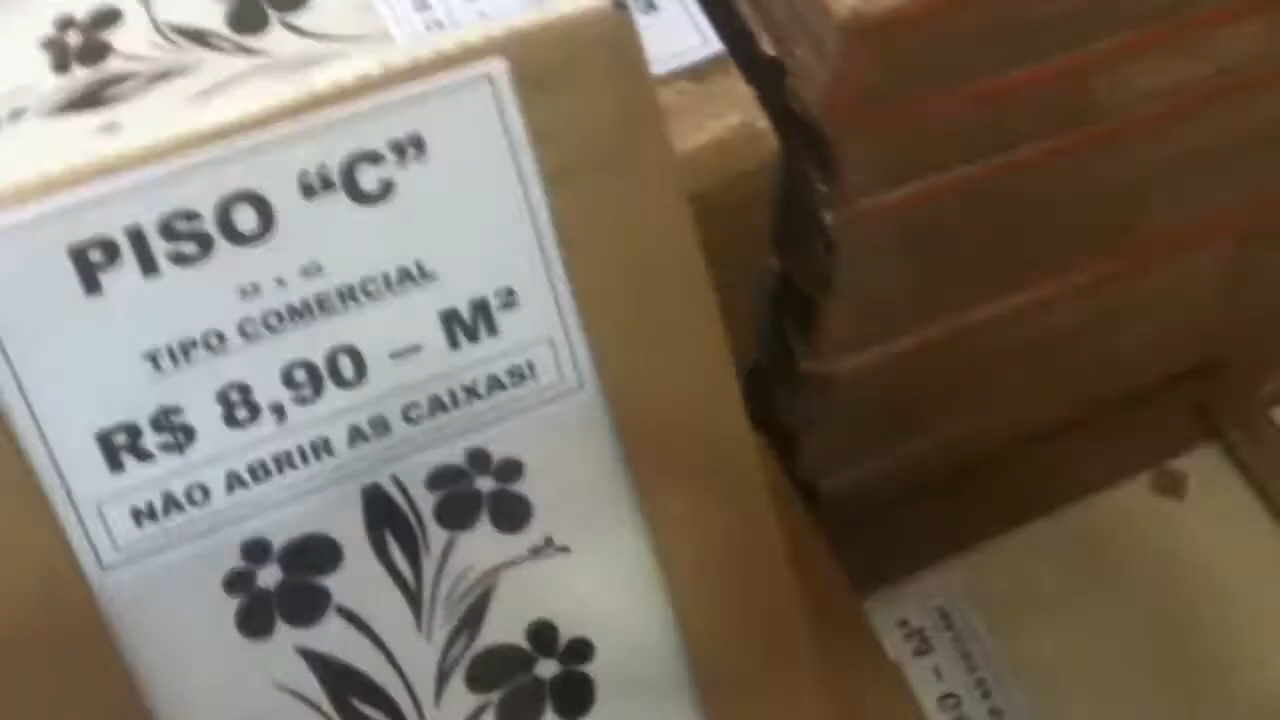 PISO “C”
TIPO COMERCIAL
R$ 8,90 – M²
NÃO ABRIR AS CAIXAS!